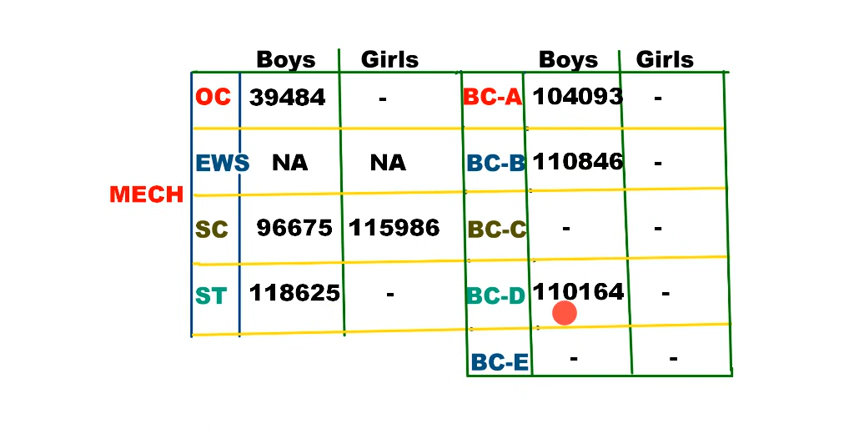 Boys Girls Boys Girls
OC 39484 - BC-A 104093 -
EWS NA NA BC-B 110846 -
MECH
SC 96675 115986 BC-C - -
ST 118625 - BC-D 110164 -
BC-E - -